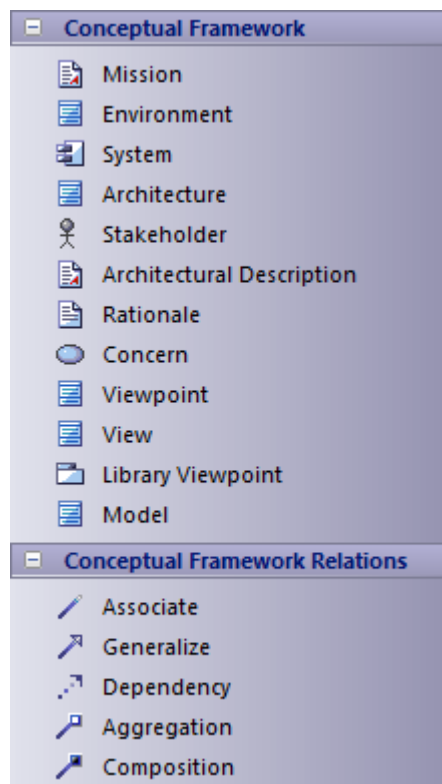 Conceptual Framework
Mission
Environment
System
Architecture
Stakeholder
Architectural Description
Rationale
Concern
Viewpoint
View
Library Viewpoint
Model
Conceptual Framework Relations
Associate
Generalize
Dependency
Aggregation
Composition